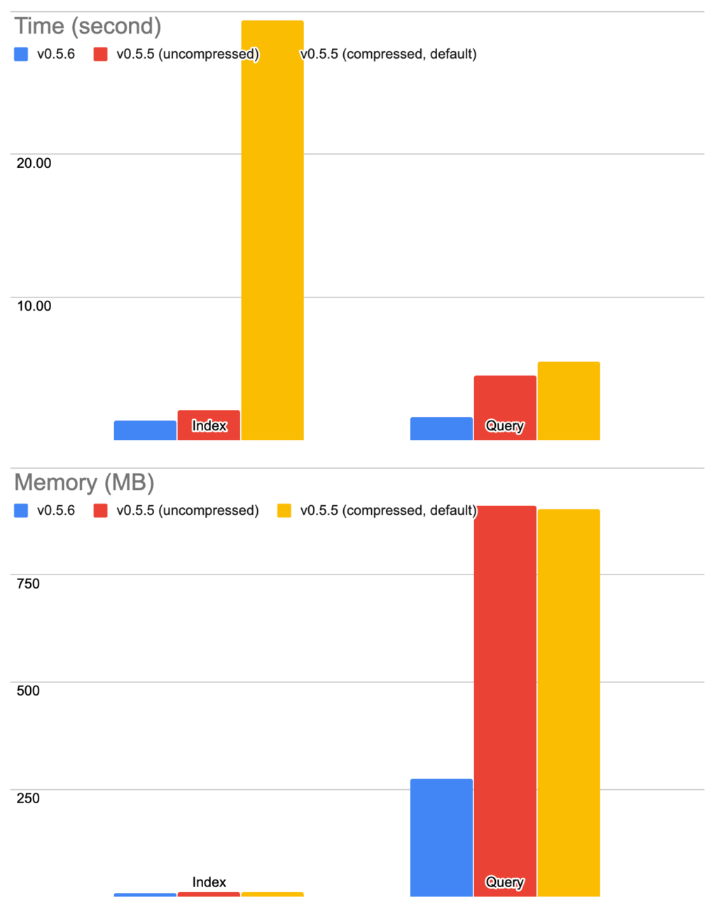 Time (second)
v0.5.6 v0.5.5 (uncompressed) v0.5.5 (compressed, default)
20.00
10.00
Index Query
Memory (MB)
v0.5.6 v0.5.5 (uncompressed) v0.5.5 (compressed, default)
750
500
250
Index Query